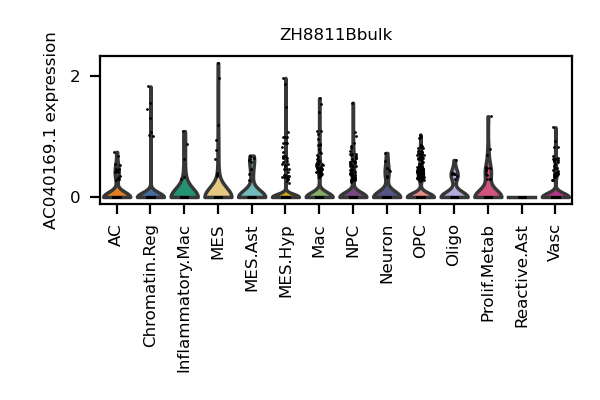 ZH8811Bbulk
AC040169.1 expression
2
0
AC
Chromatin.Reg
Inflammatory.Mac
MES
MES.Ast
MES.Hyp
Mac
NPC
Neuron
OPC
Oligo
Prolif.Metab
Reactive.Ast
Vasc